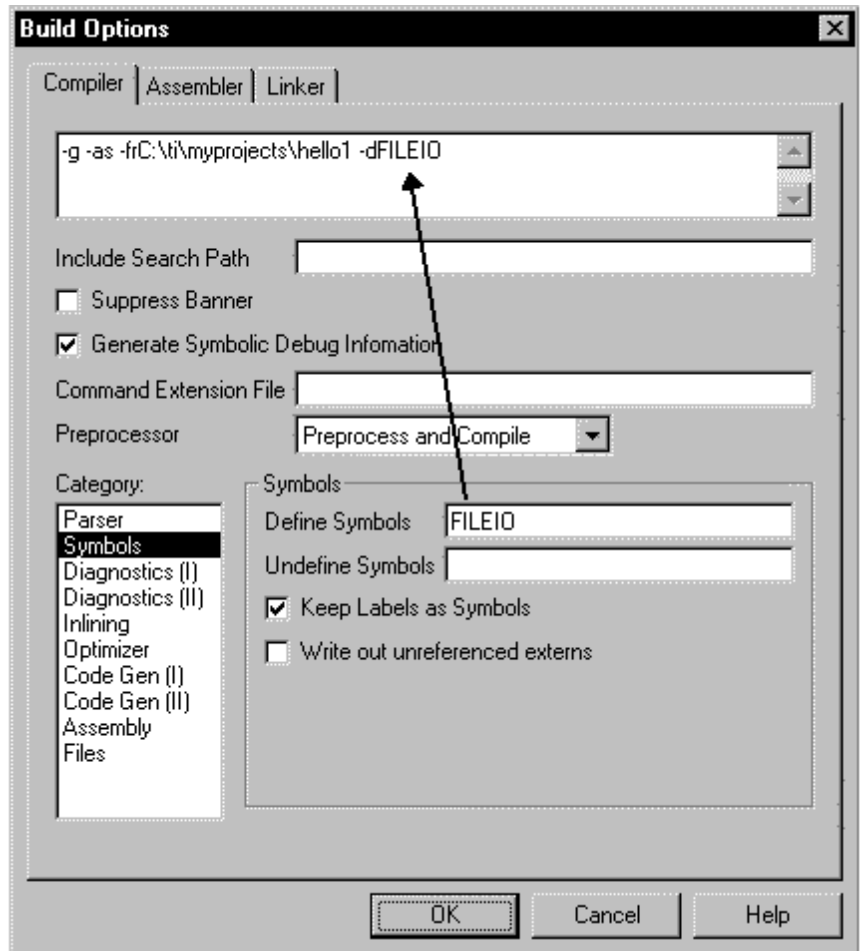 Build Options
Compiler Assembler Linker
-g -as -frC:\ti\myprojects\hello1 -dFILEIO
Include Search Path
Suppress Banner
Generate Symbolic Debug Infomation
Command Extension File
Preprocessor Preprocess and Compile
Category: Symbols
Parser
Define Symbols FILEIO
Symbols
Diagnostics (I)
Undefine Symbols
Diagnostics (II)
Keep Labels as Symbols
Inlining
Optimizer
Write out unreferenced externs
Code Gen (I)
Code Gen (II)
Assembly
Files
OK Cancel Help